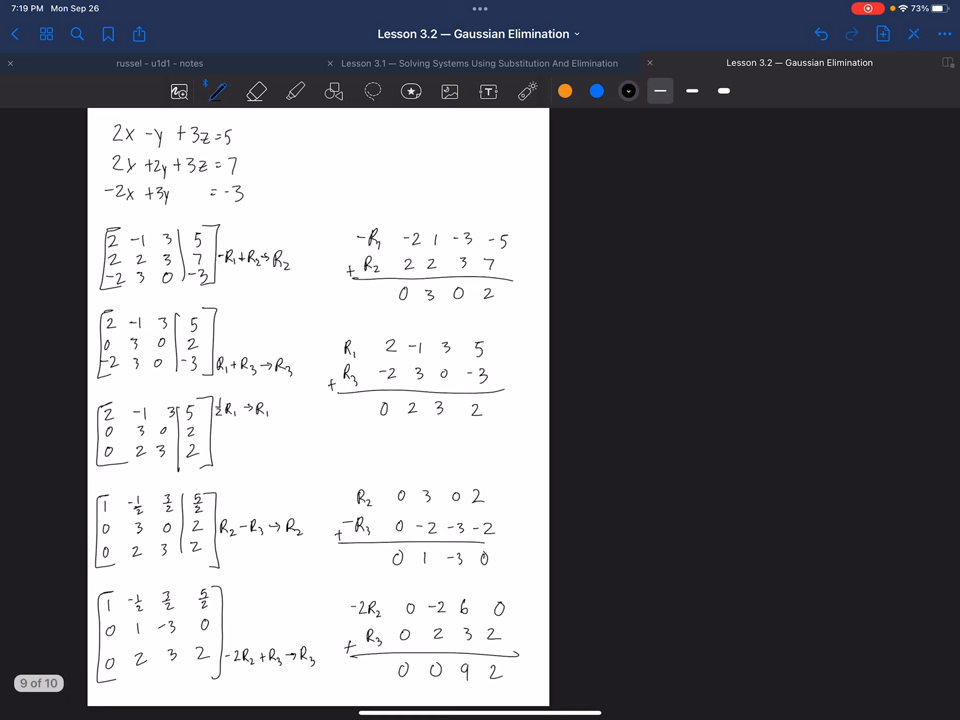 7:19 PM Mon Sep 26
73%
Lesson 3.2 — Gaussian Elimination
russel - u1d1 - notes
Lesson 3.1 — Solving Systems Using Substitution And Elimination
Lesson 3.2 — Gaussian Elimination
2x - y + 3z = 5
2y + 2y + 3z = 7
-2x + 3y = -3
2 -1 3 | 5
2 2 3 | 7 -R₁ + R₂ → R₂
-2 3 0 | -3
-R₁ -2 1 -3 -5
+ R₂ 2 2 3 7
0 3 0 2
2 -1 3 | 5
0 3 0 | 2
-2 3 0 | -3 R₁ + R₃ → R₃
R₁ 2 -1 3 5
+ R₃ -2 3 0 -3
0 2 3 2
2 -1 3 | 5 1/2 R₁ → R₁
0 3 0 | 2
0 2 3 | 2
1 -1/2 3/2 | 5/2
0 3 0 | 2 R₂ - R₃ → R₂
0 2 3 | 2
R₂ 0 3 0 2
+ -R₃ 0 -2 -3 -2
0 1 -3 0
1 -1/2 3/2 5/2
0 1 -3 0
0 2 3 2 -2R₂ + R₃ → R₃
-2R₂ 0 -2 6 0
+ R₃ 0 2 3 2
0 0 9 2
9 of 10